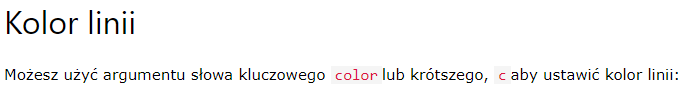 Kolor linii
Możesz użyć argumentu słowa kluczowego color lub krótszego, c aby ustawić kolor linii: